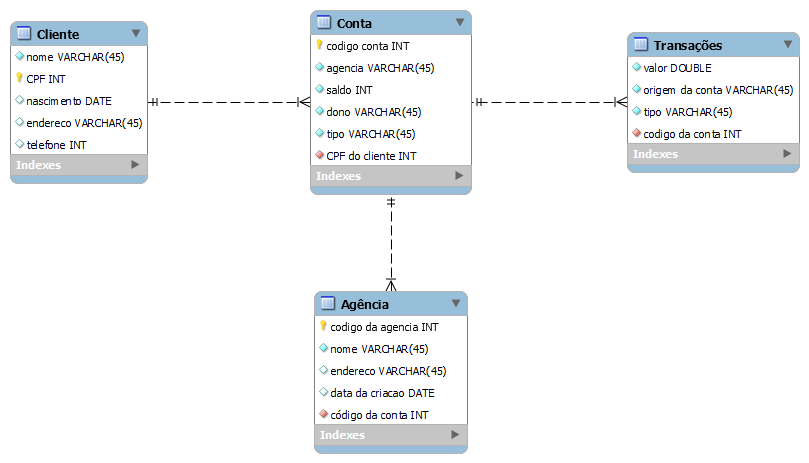 Cliente
nome VARCHAR(45)
CPF INT
nascimento DATE
endereco VARCHAR(45)
telefone INT
Indexes
Conta
codigo conta INT
agencia VARCHAR(45)
saldo INT
dono VARCHAR(45)
tipo VARCHAR(45)
CPF do cliente INT
Indexes
Transações
valor DOUBLE
origem da conta VARCHAR(45)
tipo VARCHAR(45)
codigo da conta INT
Indexes
Agência
codigo da agencia INT
nome VARCHAR(45)
endereco VARCHAR(45)
data da criacao DATE
código da conta INT
Indexes